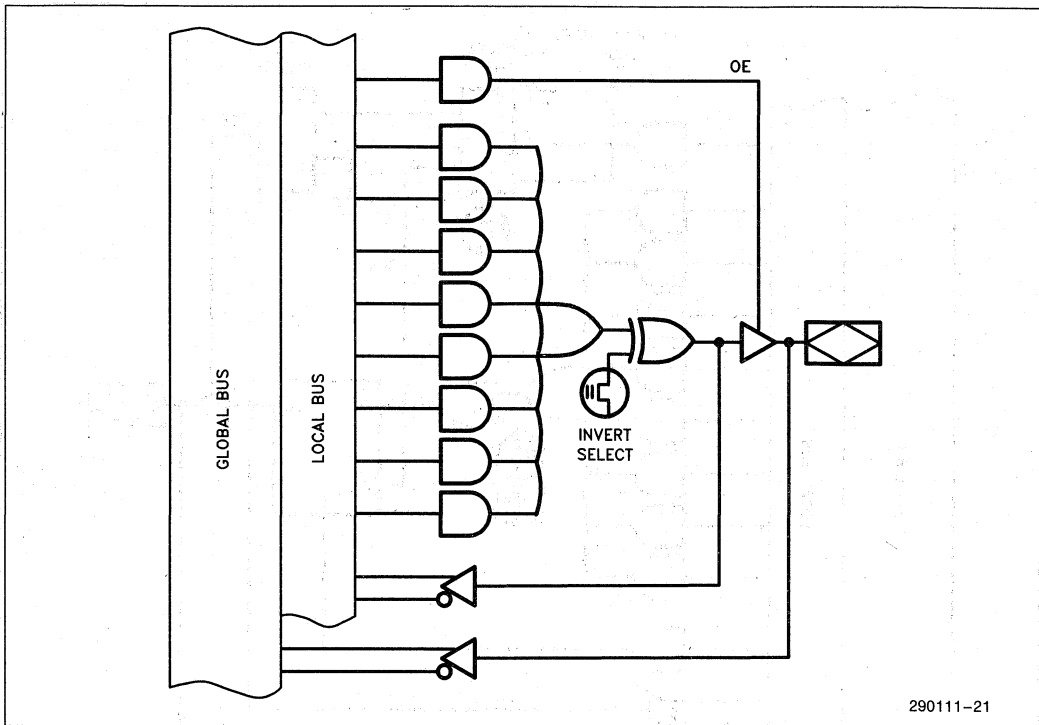 OE
GLOBAL BUS
LOCAL BUS
INVERT
SELECT
290111–21